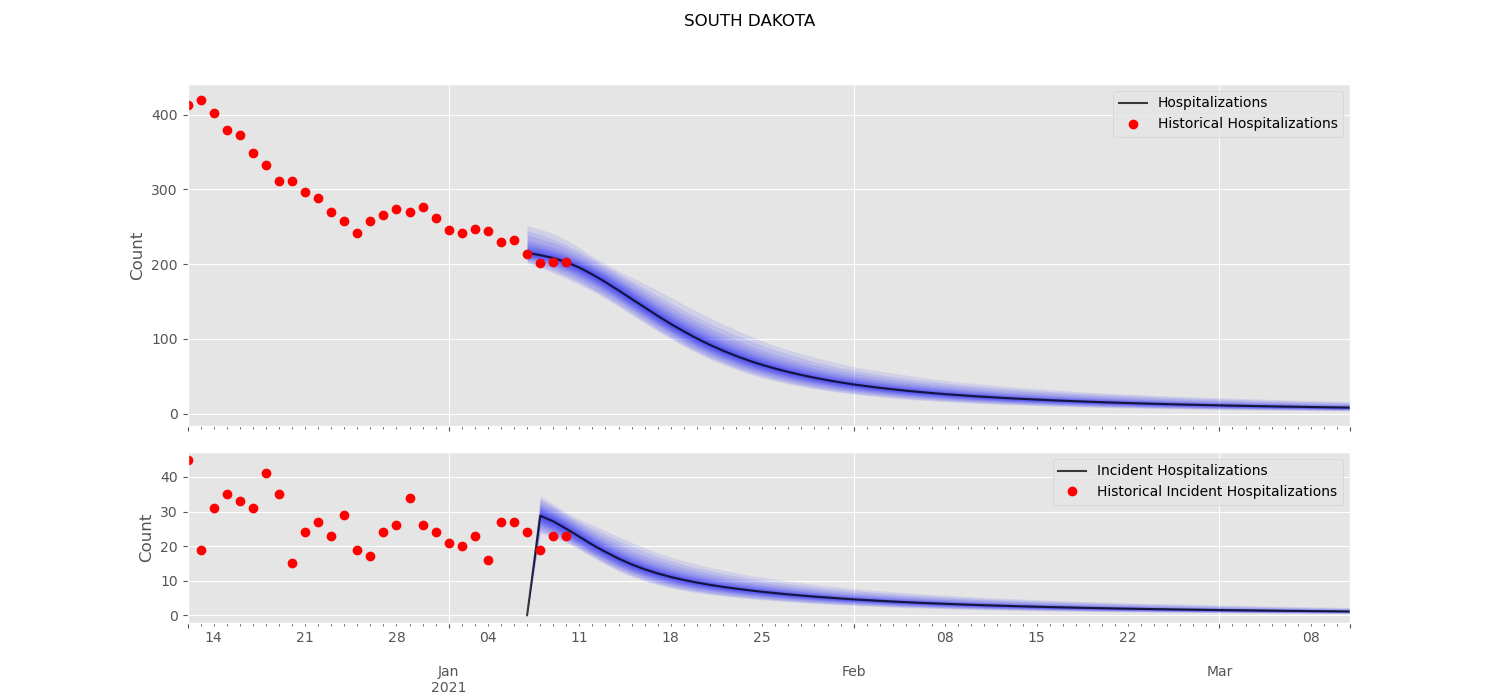 SOUTH DAKOTA
Hospitalizations
Historical Hospitalizations
400
300
200
100
0
Count
Incident Hospitalizations
Historical Incident Hospitalizations
40
30
20
10
0
Count
14 21 28 04 11 18 25 08 15 22 08
Jan Feb Mar
2021